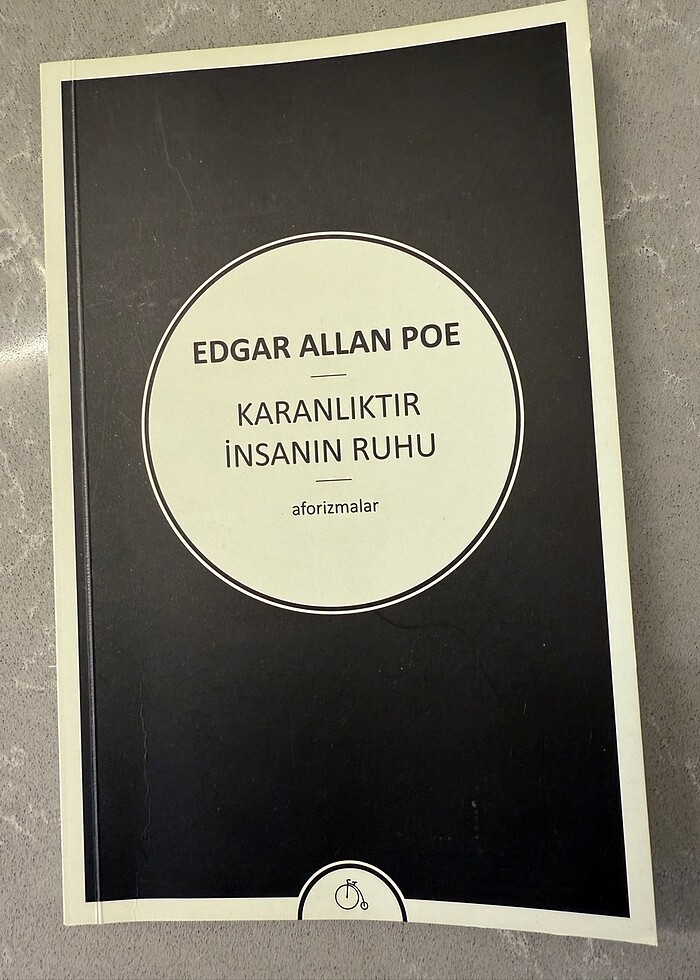 EDGAR ALLAN POE
KARANLIKTIR
İNSANIN RUHU
aforizmalar